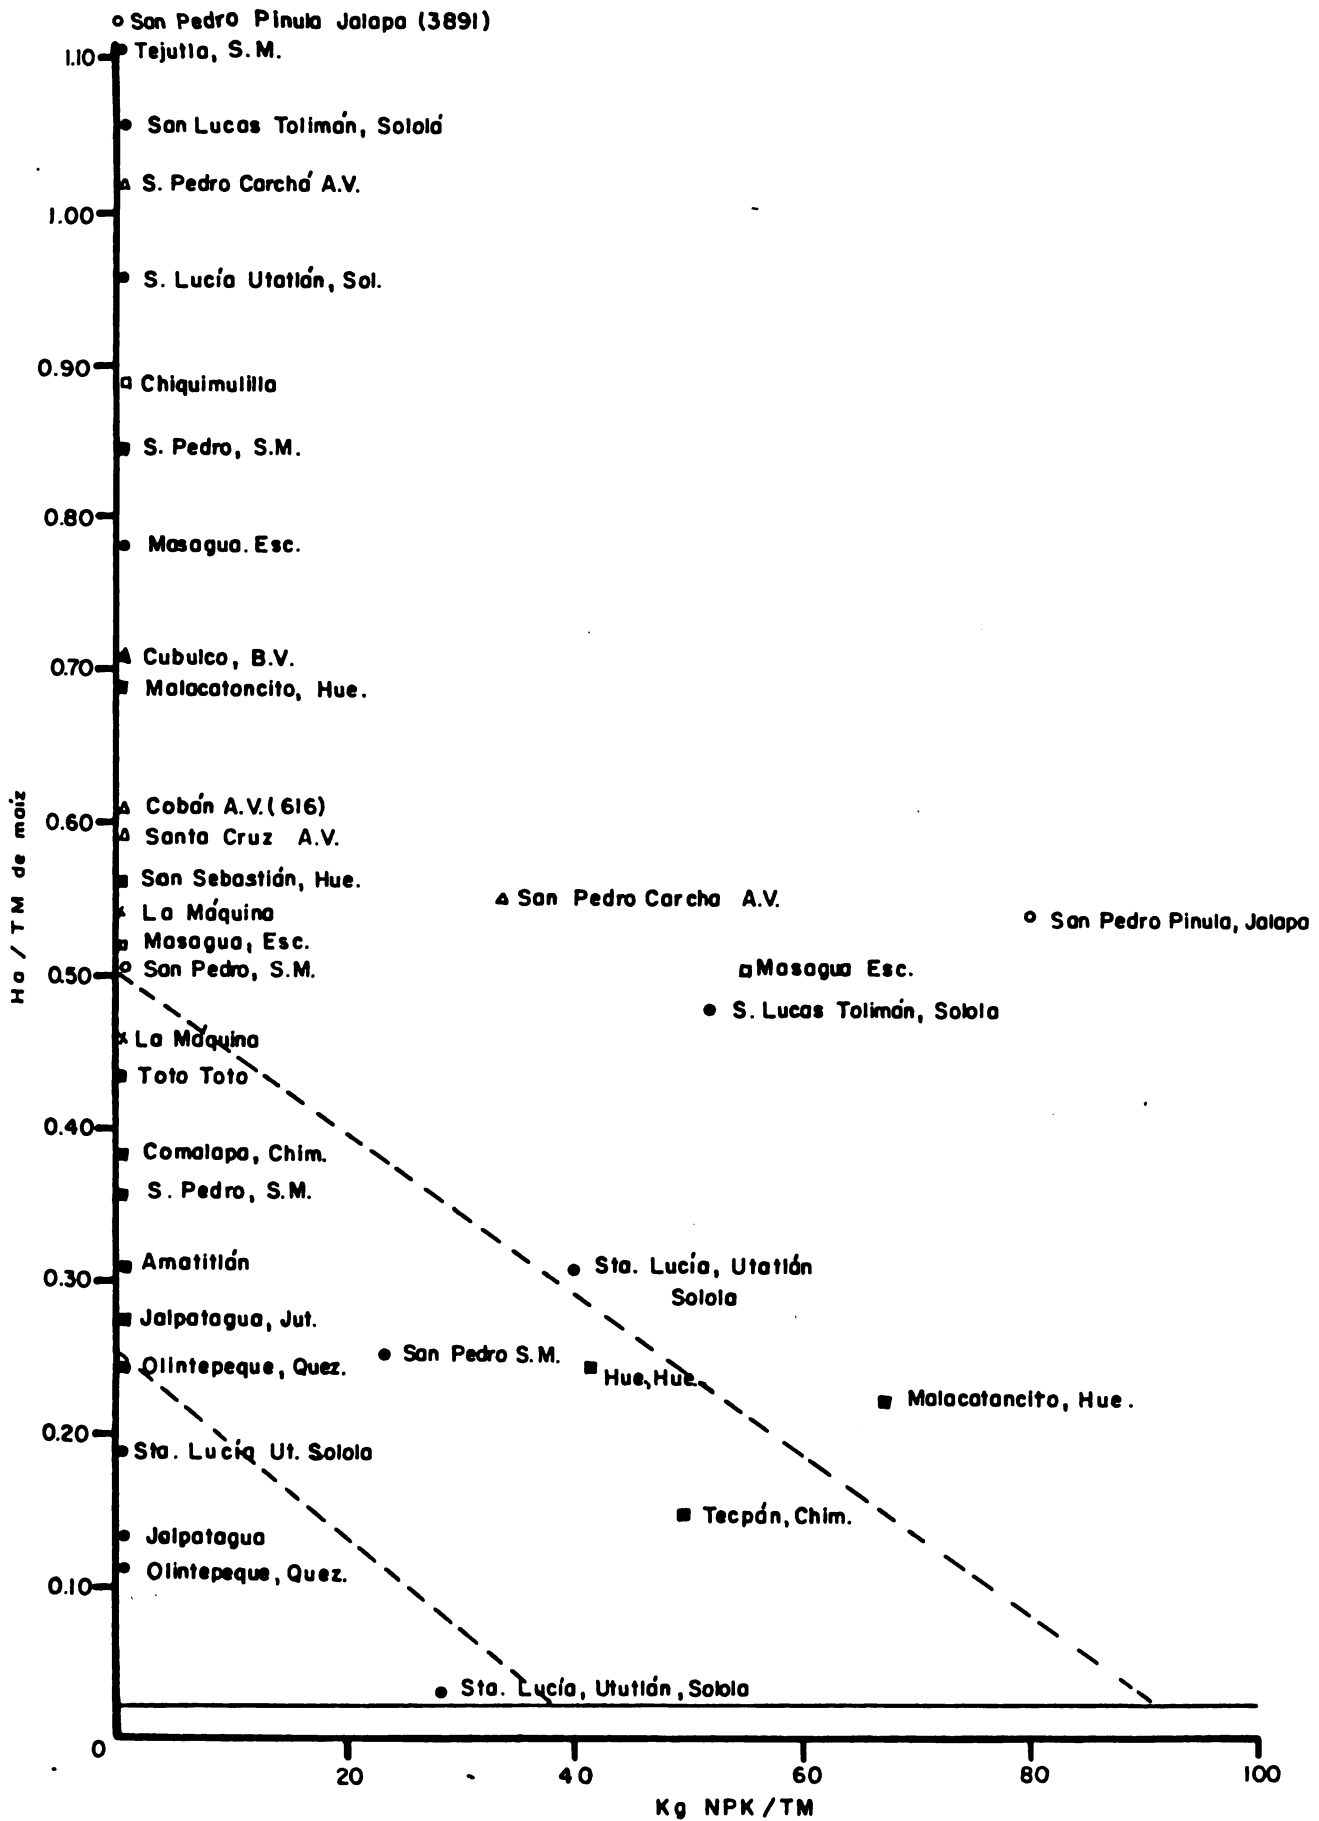 San Pedro Pinula Jalapa (3891)
1.10 Tejutla, S.M.
San Lucas Tolimán, Sololá
S. Pedro Carchá A.V.
1.00
S. Lucía Utatlán, Sol.
0.90
Chiquimulilla
S. Pedro, S.M.
0.80
Masagua. Esc.
0.70
Cubulco, B.V.
Malacatoncito, Hue.
Ha / TM de maíz
0.60
Cobán A.V.(616)
Santa Cruz A.V.
San Sebastián, Hue.
San Pedro Carcha A.V.
La Máquina
San Pedro Pinula, Jalapa
Masagua, Esc.
0.50
San Pedro, S.M.
Masagua Esc.
S. Lucas Tolimán, Solola
La Máquina
Toto Toto
0.40
Comalapa, Chim.
S. Pedro, S.M.
Amatitlán
0.30
Sta. Lucía, Utatlán
Solola
Jalpatagua, Jut.
San Pedro S.M.
Olintepeque, Quez.
Hue, Hue.
Malacatancito, Hue.
0.20
Sta. Lucía Ut. Solola
Tecpán, Chim.
Jalpatagua
Olintepeque, Quez.
0.10
Sta. Lucía, Ututlán, Solola
0
20 40 60 80 100
Kg NPK/TM